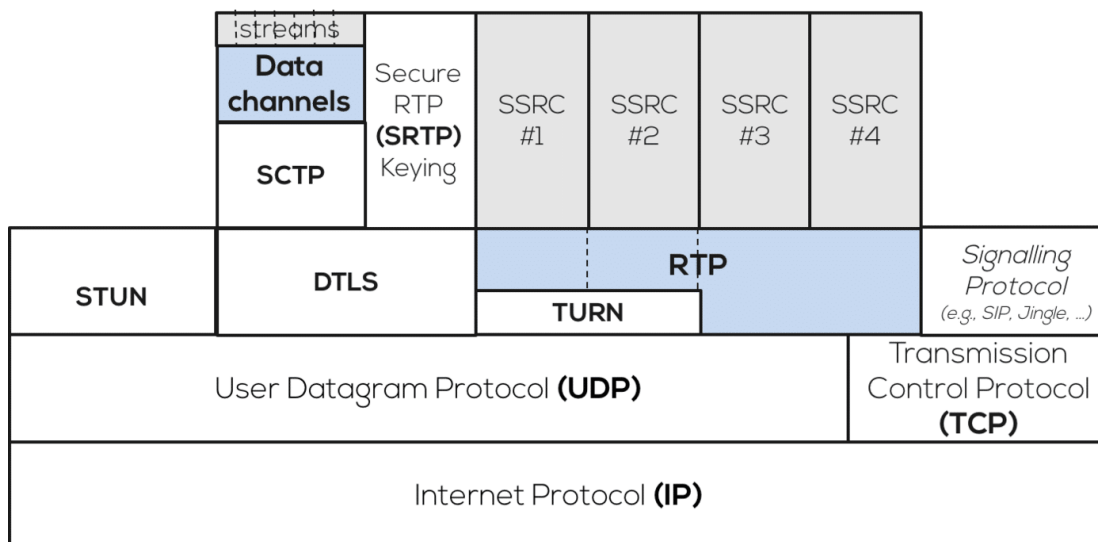 streams
Data
channels
SCTP
Secure
RTP
(SRTP)
Keying
SSRC
#1
SSRC
#2
SSRC
#3
SSRC
#4
STUN
DTLS
RTP
TURN
Signalling
Protocol
(e.g., SIP, Jingle, ...)
User Datagram Protocol (UDP)
Transmission
Control Protocol
(TCP)
Internet Protocol (IP)